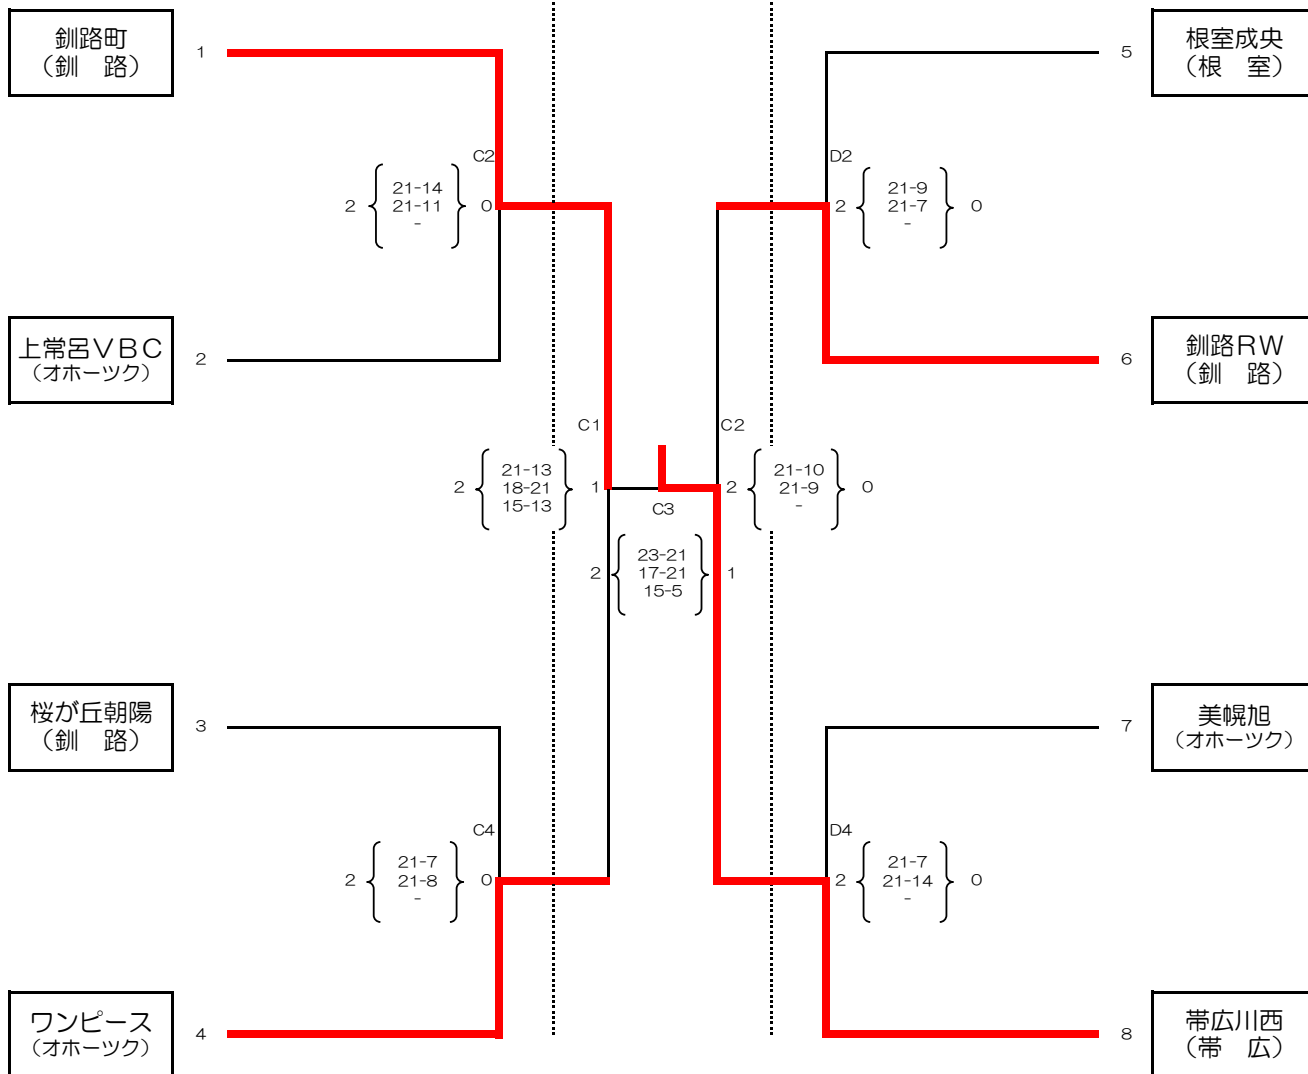 釧路町
（釧　路）
1
5
根室成央
（根　室）
C2
2
21-14
21-11
-
0
D2
2
21-9
21-7
-
0
上常呂ＶＢＣ
（オホーツク）
2
6
釧路RW
（釧　路）
C1
2
21-13
18-21
15-13
1
C2
2
21-10
21-9
-
0
C3
2
23-21
17-21
15-5
1
桜が丘朝陽
（釧　路）
3
7
美幌旭
（オホーツク）
C4
2
21-7
21-8
-
0
D4
2
21-7
21-14
-
0
ワンピース
（オホーツク）
4
8
帯広川西
（帯　広）